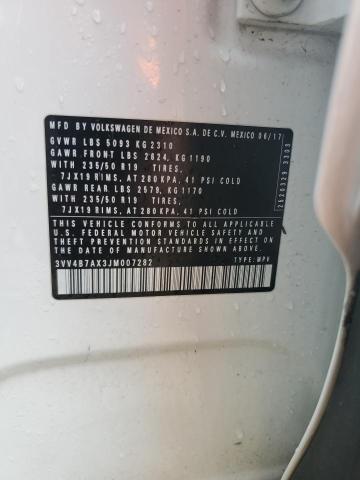 MFD BY VOLKSWAGEN DE MEXICO S.A. DE C.V. MEXICO 06/17
GVWR LBS 5093 KG 2310
GAWR FRONT LBS 2624, KG 1190
WITH 235/50 R19 TIRES,
7JX19 RIMS, AT 280 KPA, 41 PSI COLD
GAWR REAR LBS 2579, KG 1170
WITH 235/50 R19 TIRES,
7JX19 RIMS, AT 280 KPA, 41 PSI COLD
THIS VEHICLE CONFORMS TO ALL APPLICABLE
U.S. FEDERAL MOTOR VEHICLE SAFETY AND
THEFT PREVENTION STANDARDS IN EFFECT ON
THE DATE OF MANUFACTURE SHOWN ABOVE
3VV4B7AX3JM007282 TYPE: MPV
2520329 3303